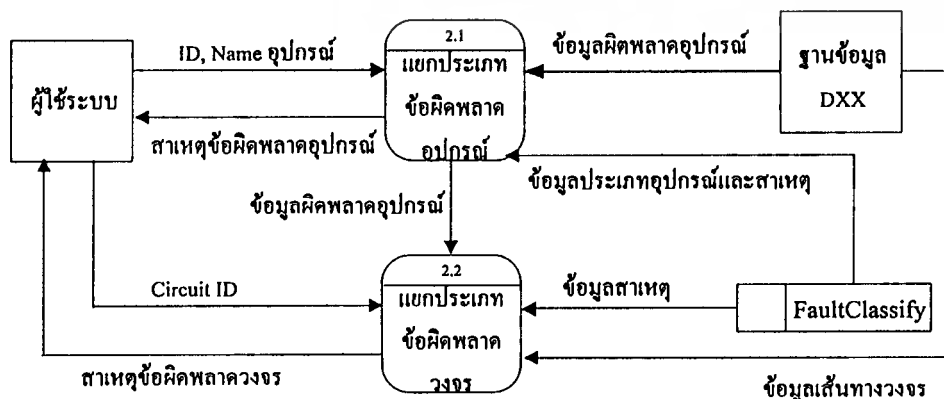 2.1
ID, Name อุปกรณ์
ข้อมูลผิดพลาดอุปกรณ์
แยกประเภท
ข้อผิดพลาด
อุปกรณ์
ฐานข้อมูล
DXX
ผู้ใช้ระบบ
สาเหตุข้อผิดพลาดอุปกรณ์
ข้อมูลประเภทอุปกรณ์และสาเหตุ
ข้อมูลผิดพลาดอุปกรณ์
2.2
Circuit ID
แยกประเภท
ข้อผิดพลาด
วงจร
ข้อมูลสาเหตุ
FaultClassify
สาเหตุข้อผิดพลาดวงจร
ข้อมูลเส้นทางวงจร